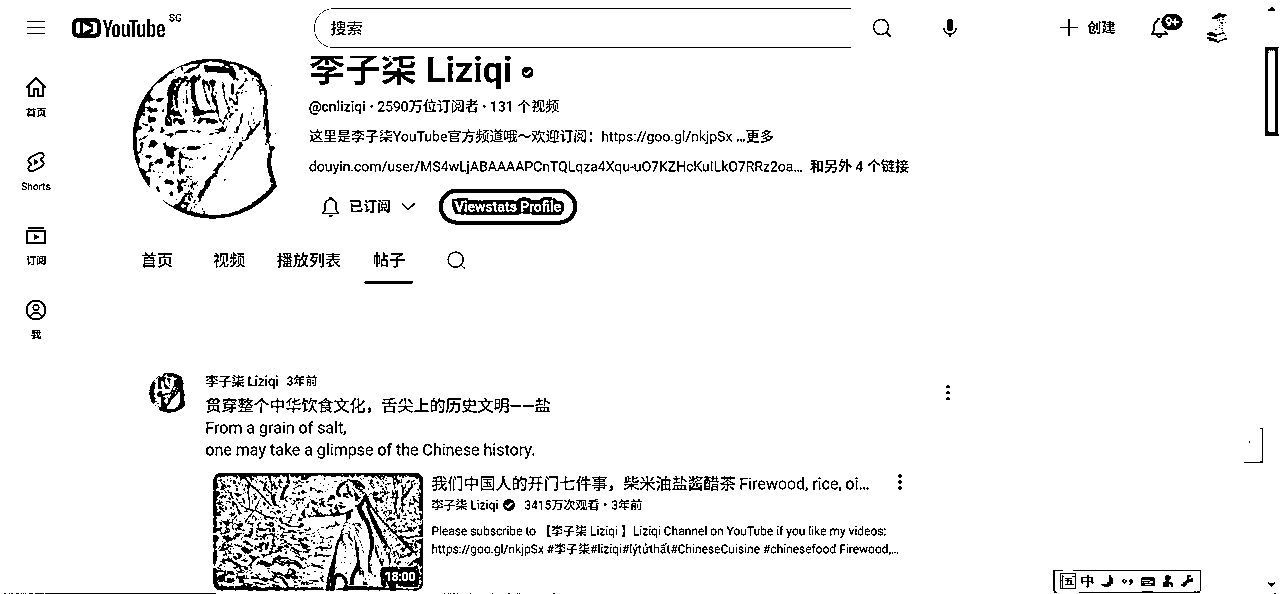 YouTube SG
搜索
创建
9+
李子柒 Liziqi
@cnliziqi · 2590万位订阅者 · 131 个视频
这里是李子柒YouTube官方频道哦～欢迎订阅：https://goo.gl/nkjpSx ...更多
和另外 4 个链接
已订阅
Viewstats Profile
首页
Shorts
订阅
我
首页 视频 播放列表 帖子
李子柒 Liziqi 3年前
贯穿整个中华饮食文化，舌尖上的历史文明——盐
From a grain of salt,
one may take a glimpse of the Chinese history.
我们中国人的开门七件事，柴米油盐酱醋茶 Firewood, rice, oi...
李子柒 Liziqi 3415万次观看 · 3年前
Please subscribe to 【李子柒 Liziqi 】Liziqi Channel on YouTube if you like my videos:
https://goo.gl/nkjpSx #李子柒#liziqi#lýtửthất#ChineseCuisine #chinesefood Firewood,...
18:00
五 中